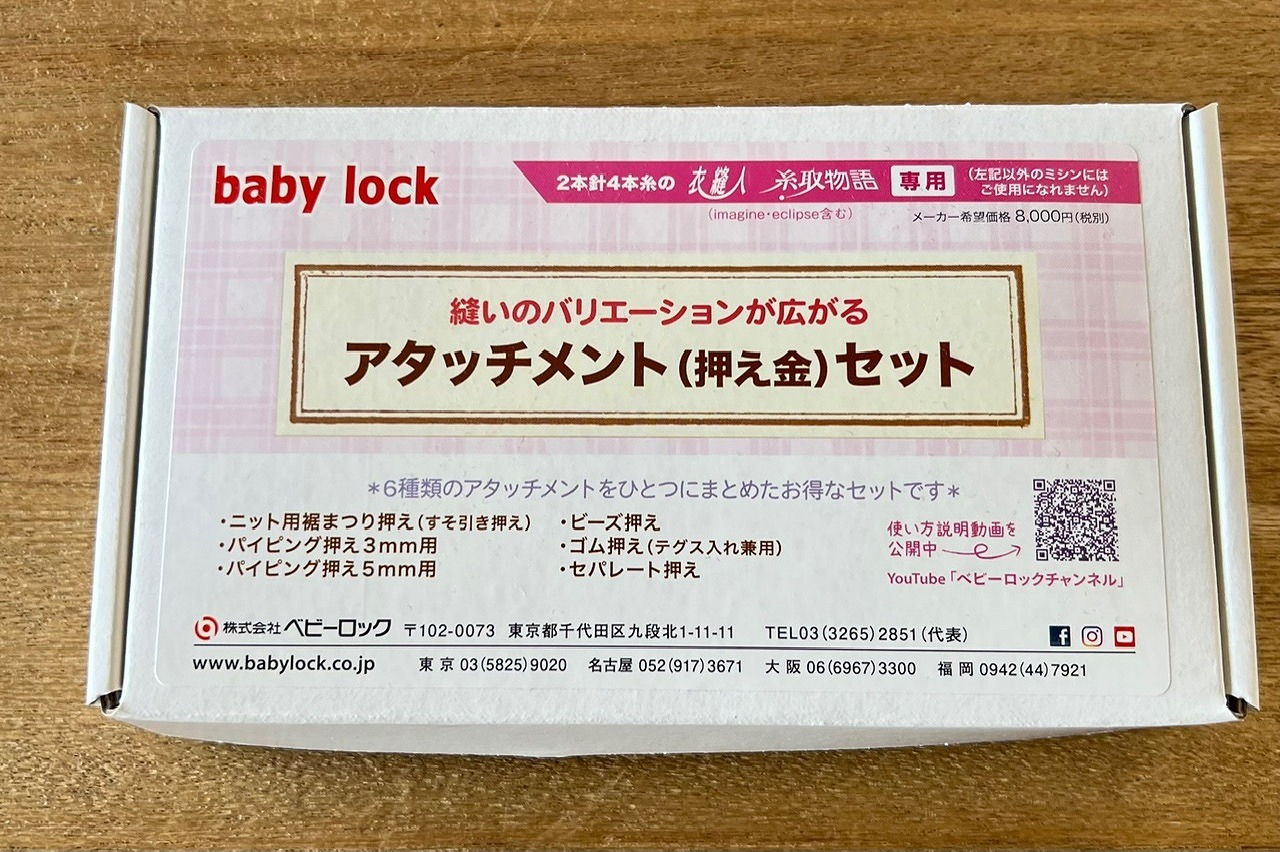 baby lock
2本針4本糸の 衣縫人 糸取物語 専用 (左記以外のミシンには
ご使用になれません)
(imagine・eclipse含む)
メーカー希望価格 8,000円(税別)
縫いのバリエーションが広がる
アタッチメント(押え金)セット
*6種類のアタッチメントをひとつにまとめたお得なセットです*
・ニット用裾まつり押え(すそ引き押え)
・パイピング押え3mm用
・パイピング押え5mm用
・ビーズ押え
・ゴム押え(テグス入れ兼用)
・セパレート押え
使い方説明動画を
公開中
YouTube「ベビーロックチャンネル」
株式会社ベビーロック 〒102-0073 東京都千代田区九段北1-11-11 TEL03(3265)2851(代表)
www.babylock.co.jp 東京 03(5825)9020 名古屋 052(917)3671 大阪 06(6967)3300 福岡 0942(44)7921